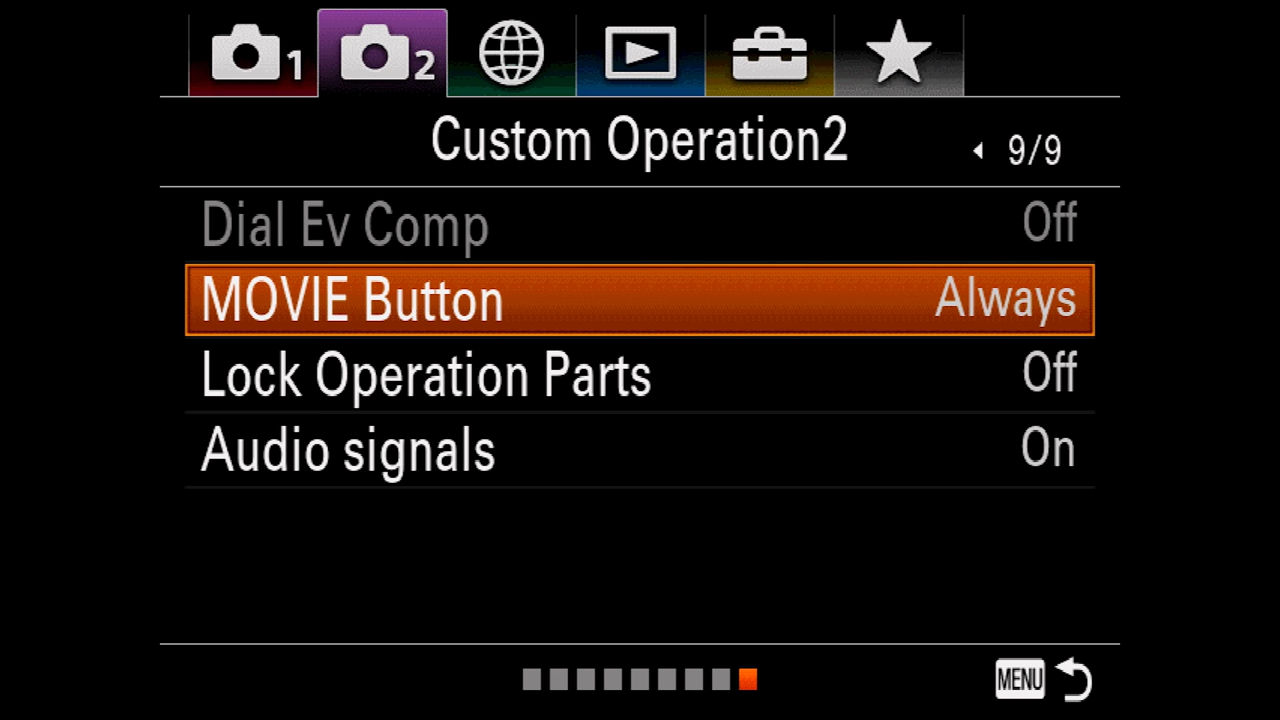 1 2
Custom Operation2 9/9
Dial Ev Comp Off
MOVIE Button Always
Lock Operation Parts Off
Audio signals On
MENU